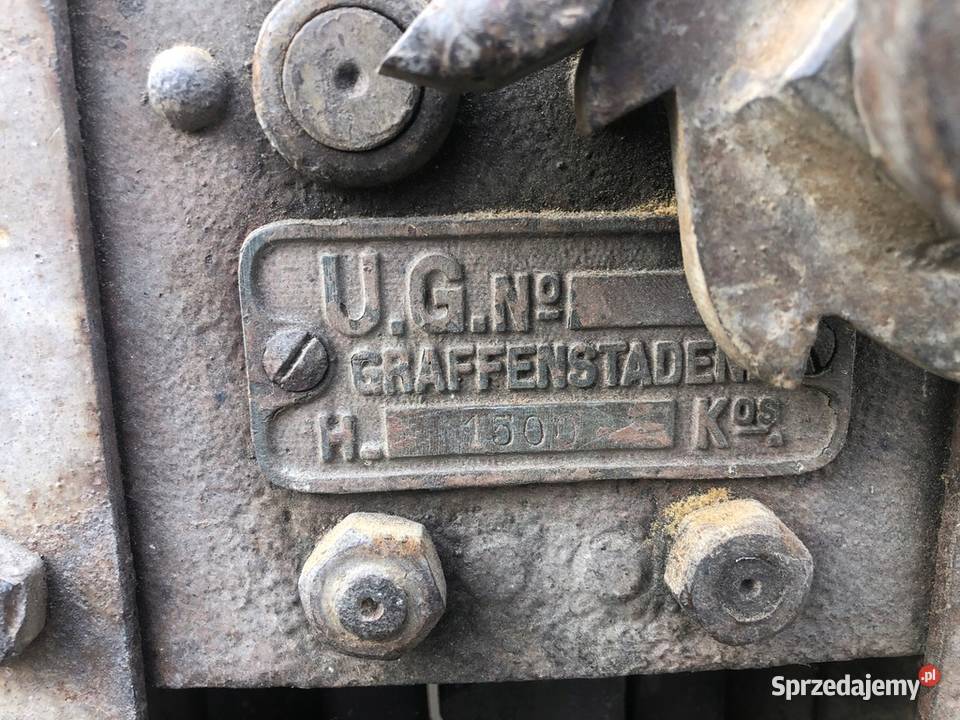 U.G. Nº
GRAFFENSTADEN.
H. 1500 Kºˢ.
Sprzedajemy.pl